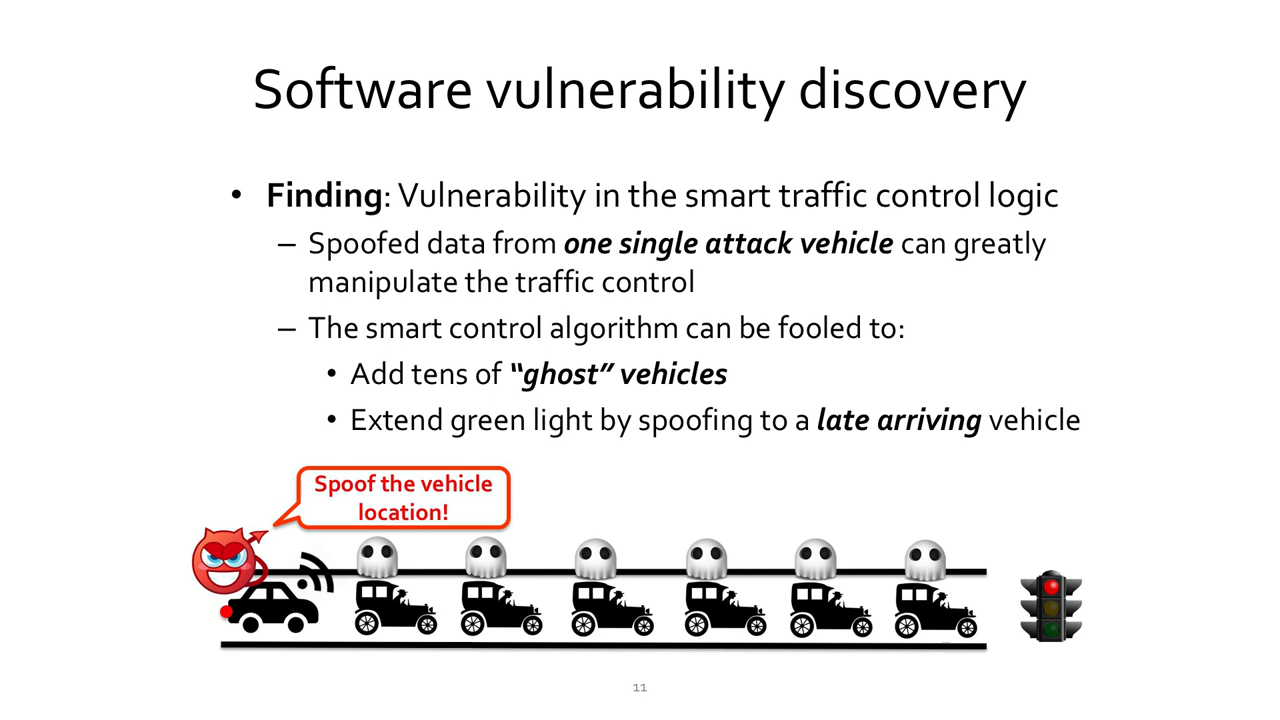 Software vulnerability discovery
• Finding: Vulnerability in the smart traffic control logic
– Spoofed data from one single attack vehicle can greatly
manipulate the traffic control
– The smart control algorithm can be fooled to:
• Add tens of “ghost” vehicles
• Extend green light by spoofing to a late arriving vehicle
Spoof the vehicle
location!
11